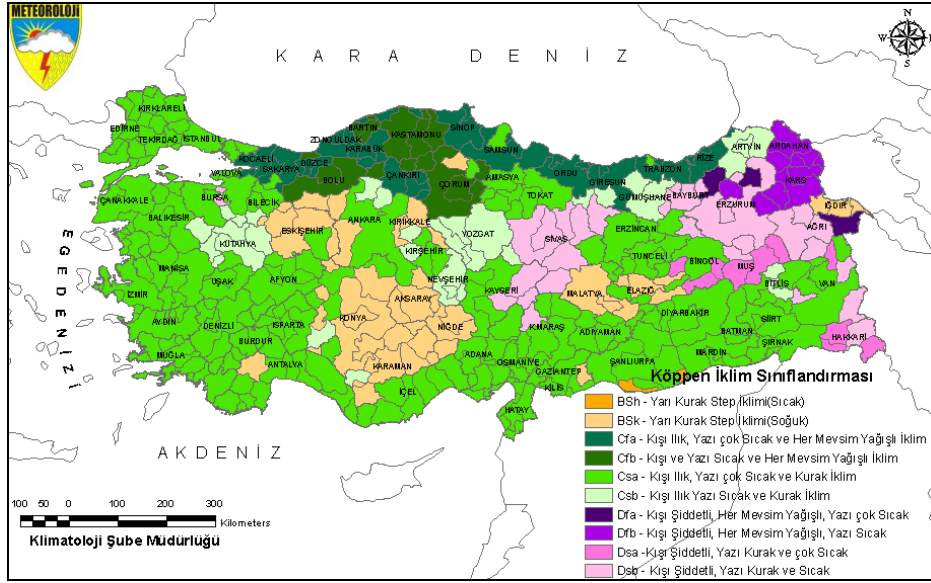 METEOROLOJİ
N
W
E
S
KARA DENİZ
EGE DENİZİ
AKDENİZ
KIRKLARELİ
EDİRNE
TEKİRDAĞ
İSTANBUL
KOCAELİ
YALOVA
SAKARYA
DÜZCE
ZONGULDAK
BARTIN
KARABÜK
KASTAMONU
SİNOP
SAMSUN
ORDU
GİRESUN
TRABZON
RİZE
ARTVİN
ARDAHAN
KARS
BOLU
ÇANKIRI
ÇORUM
AMASYA
TOKAT
GÜMÜŞHANE
BAYBURT
ERZURUM
IĞDIR
AĞRI
ÇANAKKALE
BALIKESİR
BURSA
BİLECİK
ESKİŞEHİR
ANKARA
KIRIKKALE
KIRŞEHİR
YOZGAT
SİVAS
ERZİNCAN
TUNCELİ
BİNGÖL
MUŞ
BİTLİS
VAN
KÜTAHYA
MANİSA
UŞAK
AFYON
İZMİR
AYDIN
DENİZLİ
ISPARTA
BURDUR
MUĞLA
ANTALYA
KONYA
AKSARAY
NEVŞEHİR
KAYSERİ
NİĞDE
KARAMAN
İÇEL
ADANA
OSMANİYE
HATAY
K.MARAŞ
MALATYA
ELAZIĞ
ADIYAMAN
GAZİANTEP
KİLİS
ŞANLIURFA
DİYARBAKIR
BATMAN
SİİRT
MARDİN
ŞIRNAK
HAKKARİ
Köppen İklim Sınıflandırması
BSh - Yarı Kurak Step İklimi(Sıcak)
BSk - Yarı Kurak Step İklimi(Soğuk)
Cfa - Kışı Ilık, Yazı çok Sıcak ve Her Mevsim Yağışlı İklim
Cfb - Kışı ve Yazı Sıcak ve Her Mevsim Yağışlı İklim
Csa - Kışı Ilık, Yazı çok Sıcak ve Kurak İklim
Csb - Kışı Ilık Yazı Sıcak ve Kurak İklim
Dfa - Kışı Şiddetli, Her Mevsim Yağışlı, Yazı çok Sıcak
Dfb - Kışı Şiddetli, Her Mevsim Yağışlı, Yazı Sıcak
Dsa - Kışı Şiddetli, Yazı Kurak ve çok Sıcak
Dsb - Kışı Şiddetli, Yazı Kurak ve Sıcak
100 50 0 100 200 300
Kilometers
Klimatoloji Şube Müdürlüğü